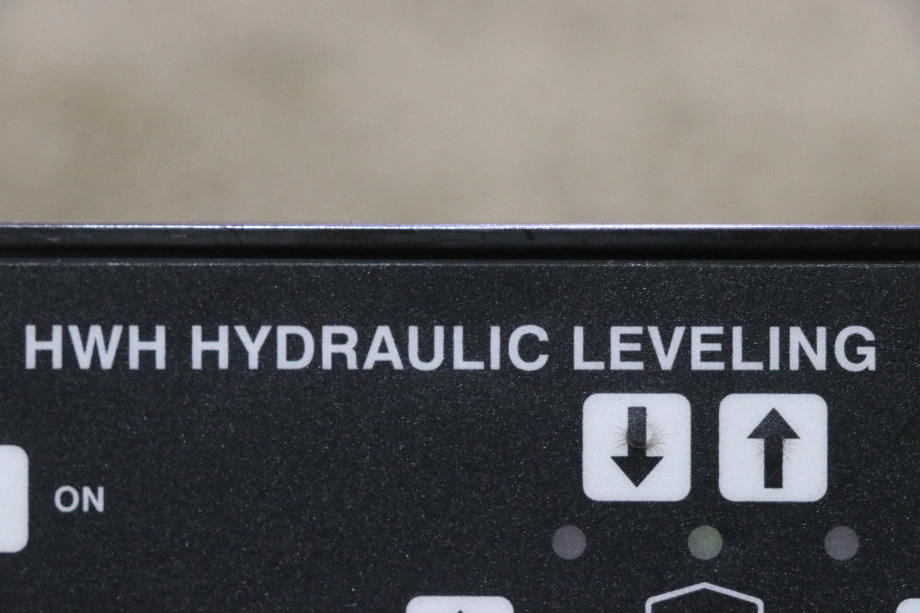 HWH HYDRAULIC LEVELING
ON